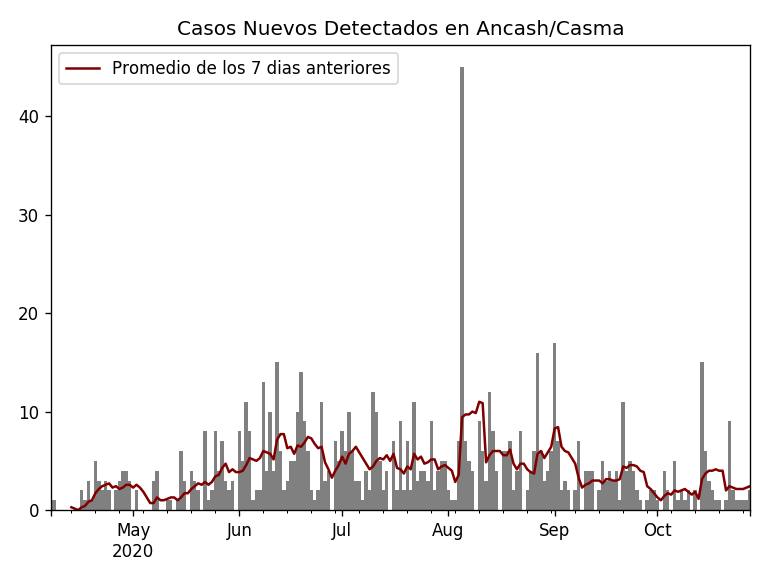 Casos Nuevos Detectados en Ancash/Casma
Promedio de los 7 dias anteriores
40
30
20
10
0
May Jun Jul Aug Sep Oct
2020